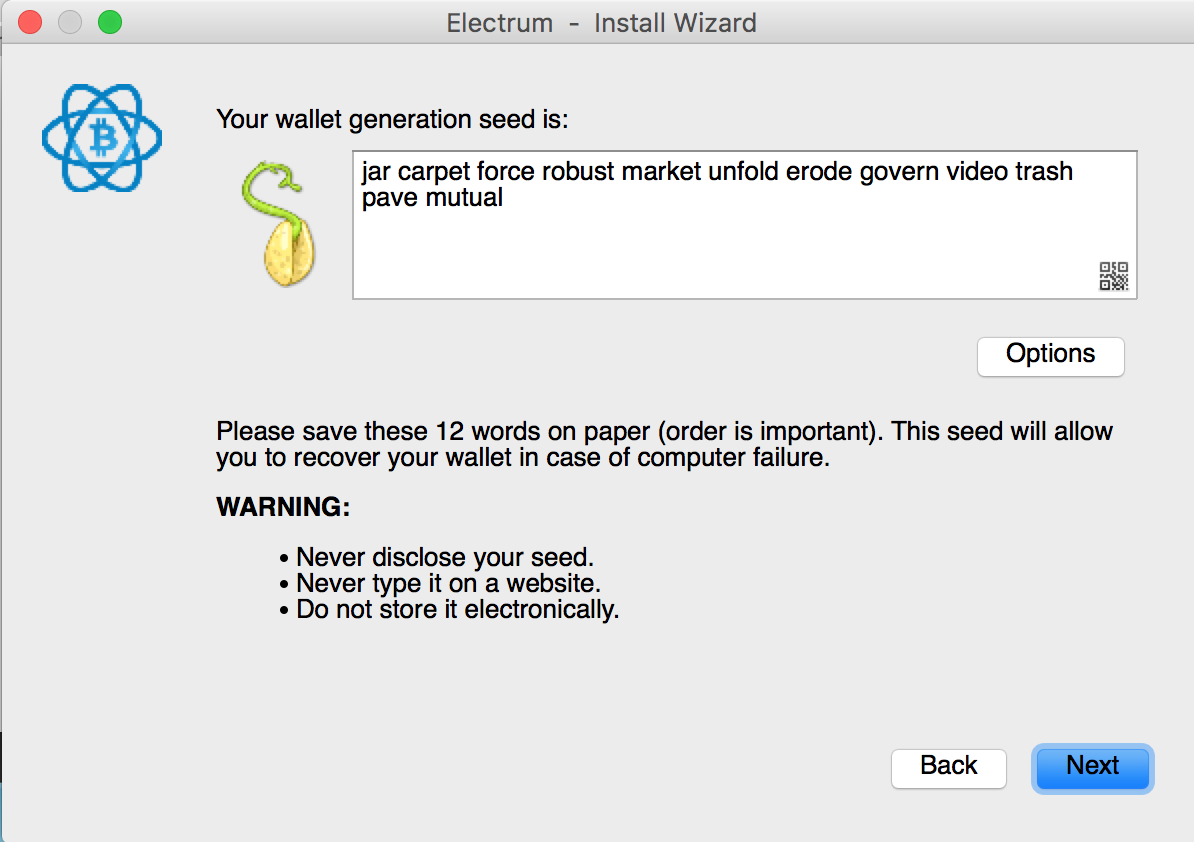 Electrum - Install Wizard
Your wallet generation seed is:
jar carpet force robust market unfold erode govern video trash
pave mutual
Options
Please save these 12 words on paper (order is important). This seed will allow
you to recover your wallet in case of computer failure.
WARNING:
• Never disclose your seed.
• Never type it on a website.
• Do not store it electronically.
Back
Next